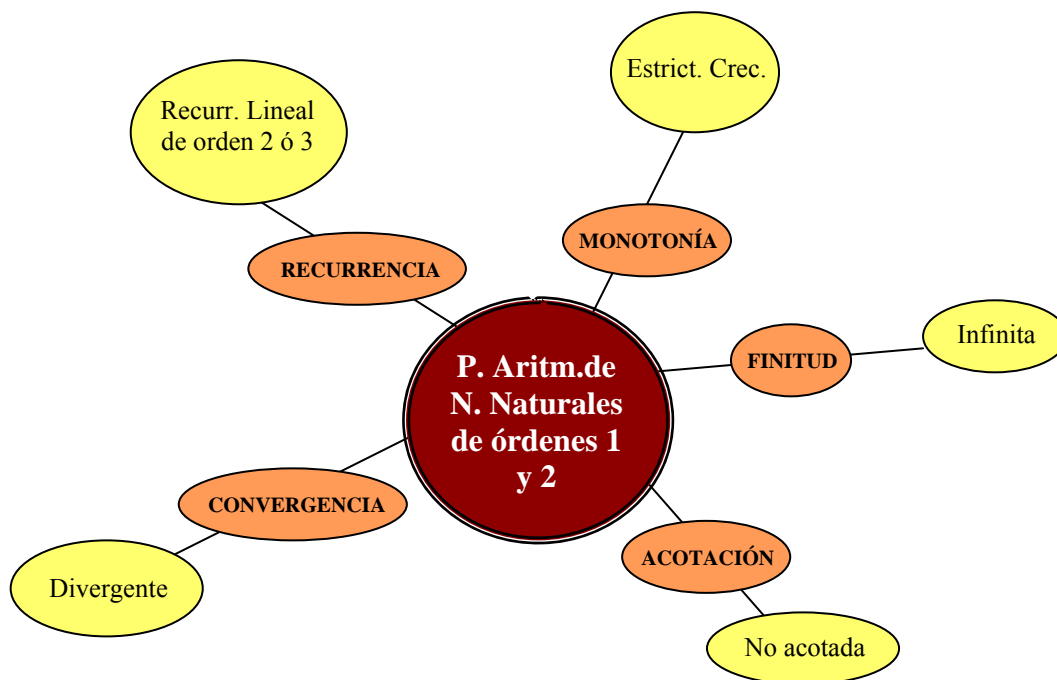 Estrict. Crec.
Recurr. Lineal
de orden 2 ó 3
MONOTONÍA
RECURRENCIA
Infinita
FINITUD
P. Aritm.de
N. Naturales
de órdenes 1
y 2
CONVERGENCIA
ACOTACIÓN
Divergente
No acotada